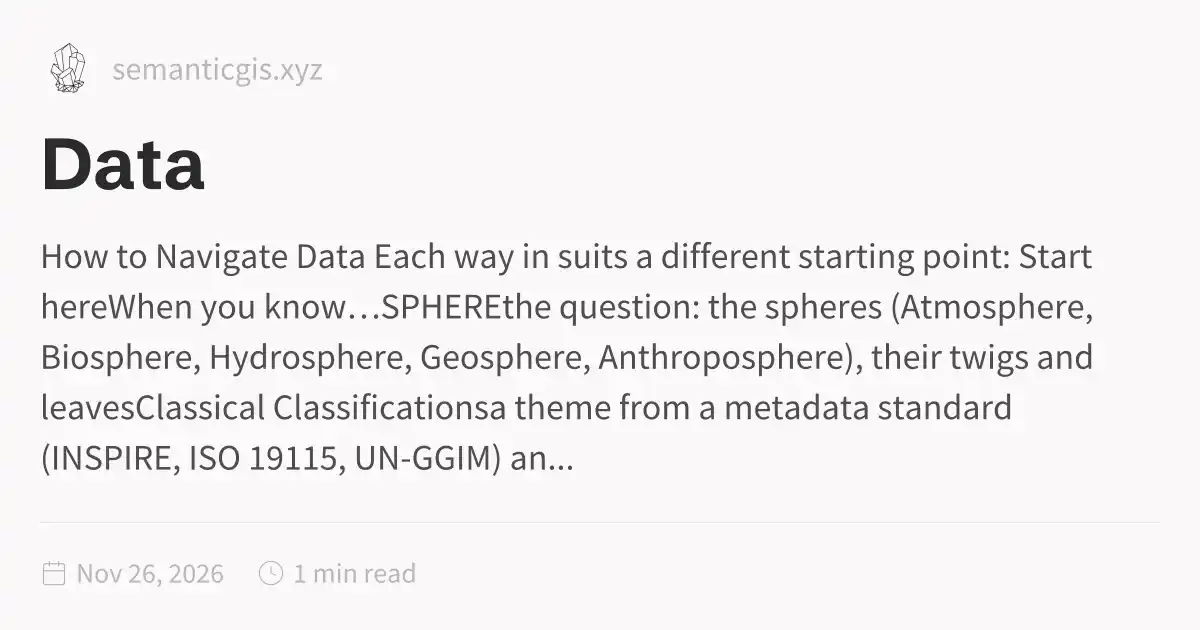 semanticgis.xyz
Data
How to Navigate Data Each way in suits a different starting point: Start
hereWhen you know…SPHEREthe question: the spheres (Atmosphere,
Biosphere, Hydrosphere, Geosphere, Anthroposphere), their twigs and
leavesClassical Classificationsa theme from a metadata standard
(INSPIRE, ISO 19115, UN-GGIM) an...
Nov 26, 2026 1 min read